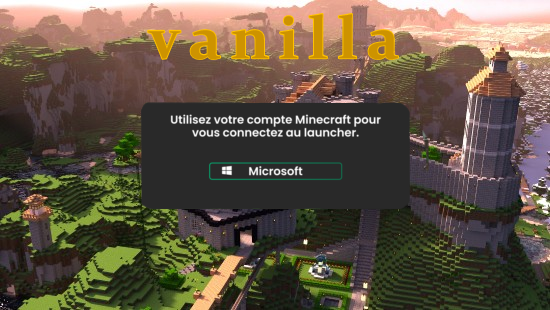 vanilla
Utilisez votre compte Minecraft pour
vous connectez au launcher.
Microsoft